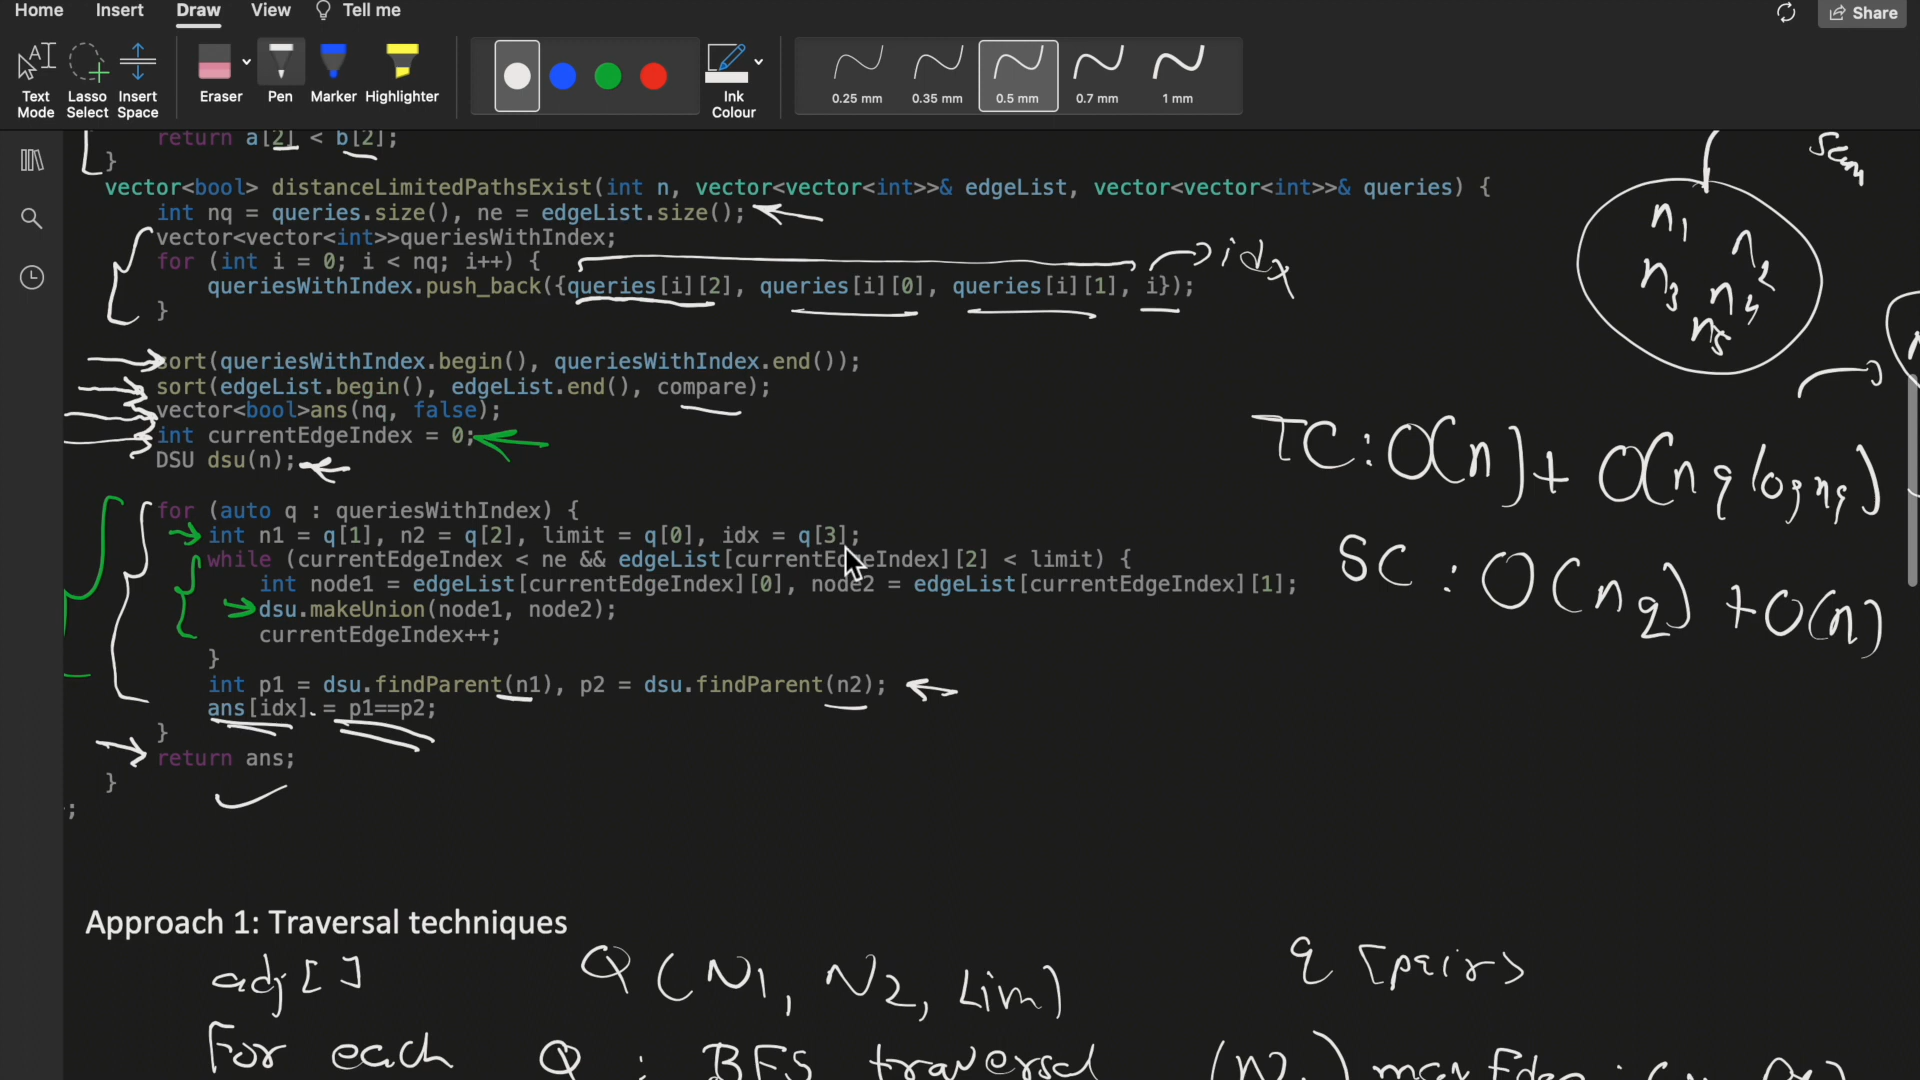 Home Insert Draw View Tell me Share
Text Mode Lasso Select Insert Space Eraser Pen Marker Highlighter Ink Colour 0.25 mm 0.35 mm 0.5 mm 0.7 mm 1 mm
return a[2] < b[2];
}
vector<bool> distanceLimitedPathsExist(int n, vector<vector<int>>& edgeList, vector<vector<int>>& queries) {
int nq = queries.size(), ne = edgeList.size();
vector<vector<int>>queriesWithIndex;
for (int i = 0; i < nq; i++) {
idx
queriesWithIndex.push_back({queries[i][2], queries[i][0], queries[i][1], i});
}
n1 n2
n3 n4
n5
sort(queriesWithIndex.begin(), queriesWithIndex.end());
sort(edgeList.begin(), edgeList.end(), compare);
vector<bool>ans(nq, false);
int currentEdgeIndex = 0;
DSU dsu(n);
TC: O(n) + O(nq log nq)
for (auto q : queriesWithIndex) {
int n1 = q[1], n2 = q[2], limit = q[0], idx = q[3];
while (currentEdgeIndex < ne && edgeList[currentEdgeIndex][2] < limit) {
int node1 = edgeList[currentEdgeIndex][0], node2 = edgeList[currentEdgeIndex][1];
dsu.makeUnion(node1, node2);
currentEdgeIndex++;
}
SC : O(nq) + O(n)
int p1 = dsu.findParent(n1), p2 = dsu.findParent(n2);
ans[idx] = p1==p2;
}
return ans;
}
;
Approach 1: Traversal techniques
adj[] Q (N1, N2, Lim) q [pairs]
For each Q : BFS traversal